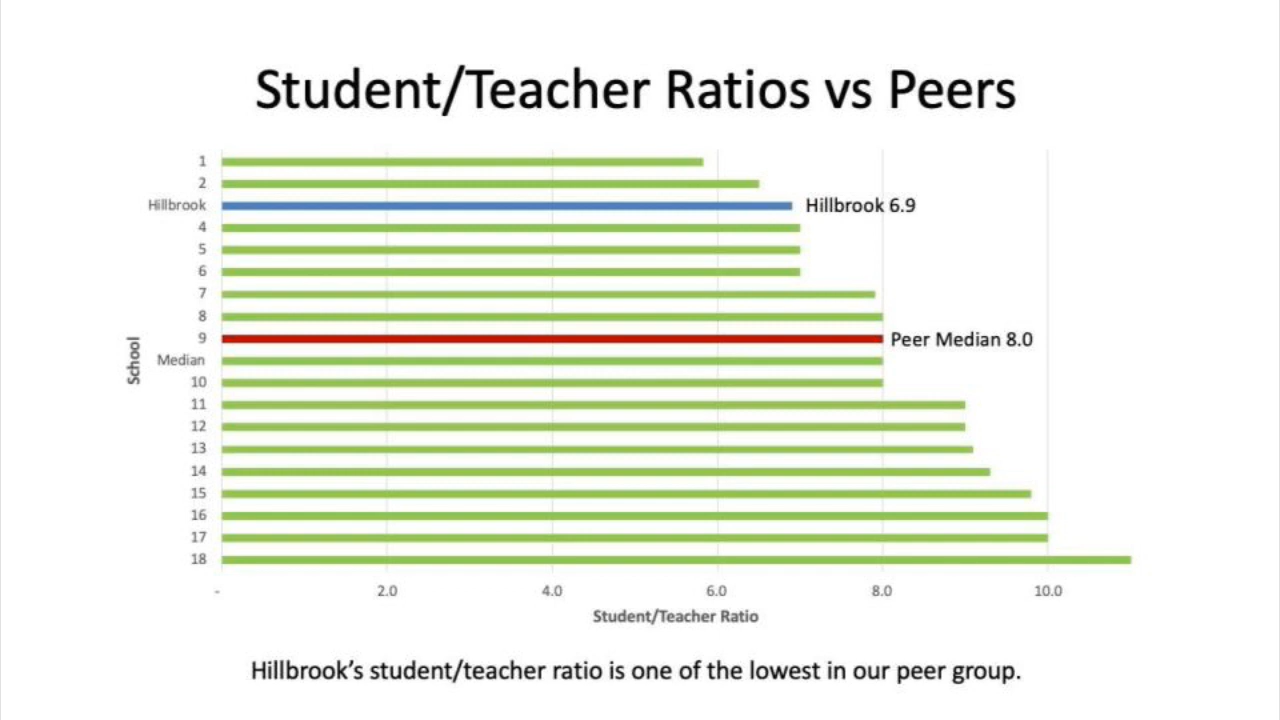 Student/Teacher Ratios vs Peers
1
2
Hillbrook
Hillbrook 6.9
4
5
6
7
8
9
Peer Median 8.0
School
Median
10
11
12
13
14
15
16
17
18
-
2.0
4.0
6.0
8.0
10.0
Student/Teacher Ratio
Hillbrook’s student/teacher ratio is one of the lowest in our peer group.